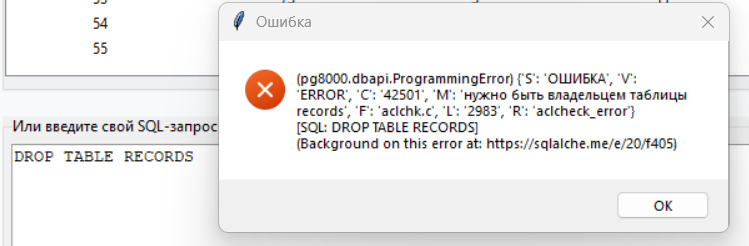 54
55
Ошибка
(pg8000.dbapi.ProgrammingError) {'S': 'ОШИБКА', 'V':
'ERROR', 'C': '42501', 'M': 'нужно быть владельцем таблицы
records', 'F': 'aclchk.c', 'L': '2983', 'R': 'aclcheck_error'}
[SQL: DROP TABLE RECORDS]
(Background on this error at: https://sqlalche.me/e/20/f405)
OK
Или введите свой SQL-запрос
DROP TABLE RECORDS